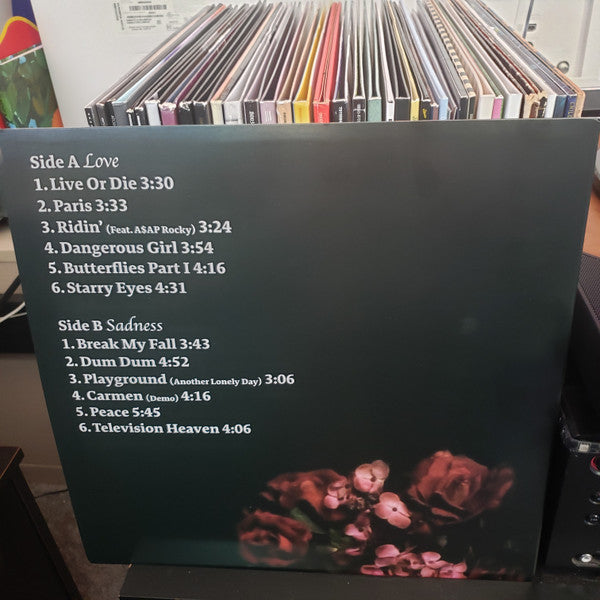 Side A Love
1. Live Or Die 3:30
2. Paris 3:33
3. Ridin' (Feat. A$AP Rocky) 3:24
4. Dangerous Girl 3:54
5. Butterflies Part I 4:16
6. Starry Eyes 4:31
Side B Sadness
1. Break My Fall 3:43
2. Dum Dum 4:52
3. Playground (Another Lonely Day) 3:06
4. Carmen (Demo) 4:16
5. Peace 5:45
6. Television Heaven 4:06